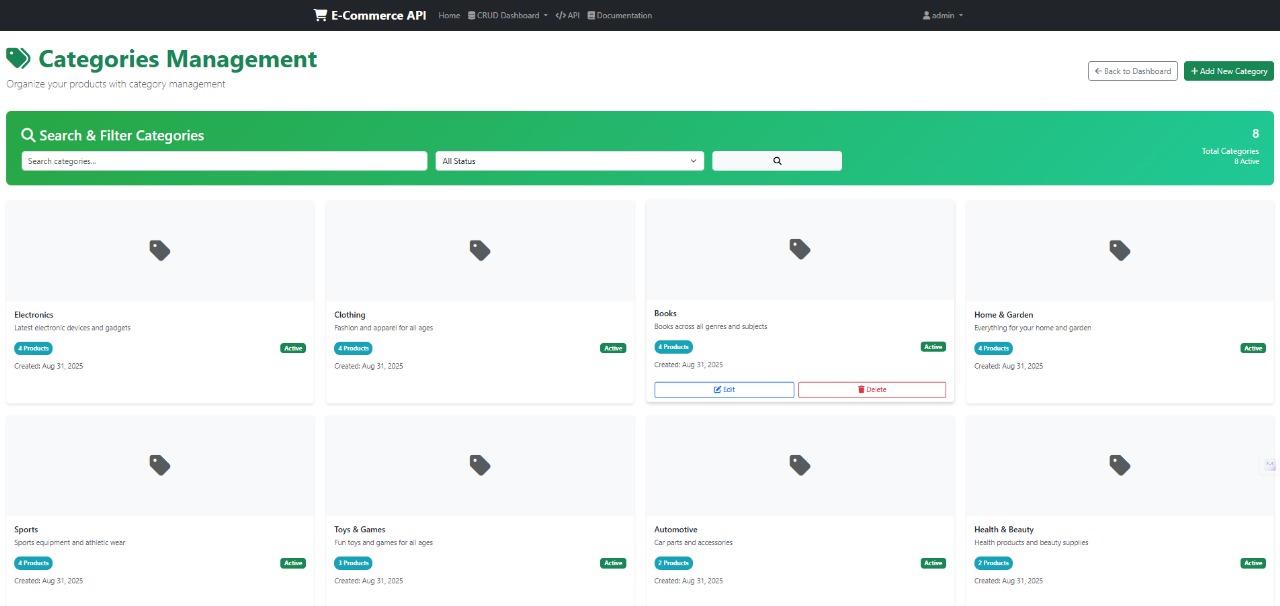 E-Commerce API Home CRUD Dashboard API Documentation admin
Categories Management
Organize your products with category management
Back to Dashboard Add New Category
Search & Filter Categories
8
Total Categories
8 Active
Search categories... All Status
Electronics
Latest electronic devices and gadgets
4 Products Active
Created: Aug 31, 2025
Clothing
Fashion and apparel for all ages
4 Products Active
Created: Aug 31, 2025
Books
Books across all genres and subjects
4 Products Active
Created: Aug 31, 2025
Edit Delete
Home & Garden
Everything for your home and garden
4 Products Active
Created: Aug 31, 2025
Sports
Sports equipment and athletic wear
4 Products Active
Created: Aug 31, 2025
Toys & Games
Fun toys and games for all ages
3 Products Active
Created: Aug 31, 2025
Automotive
Car parts and accessories
2 Products Active
Created: Aug 31, 2025
Health & Beauty
Health products and beauty supplies
2 Products Active
Created: Aug 31, 2025